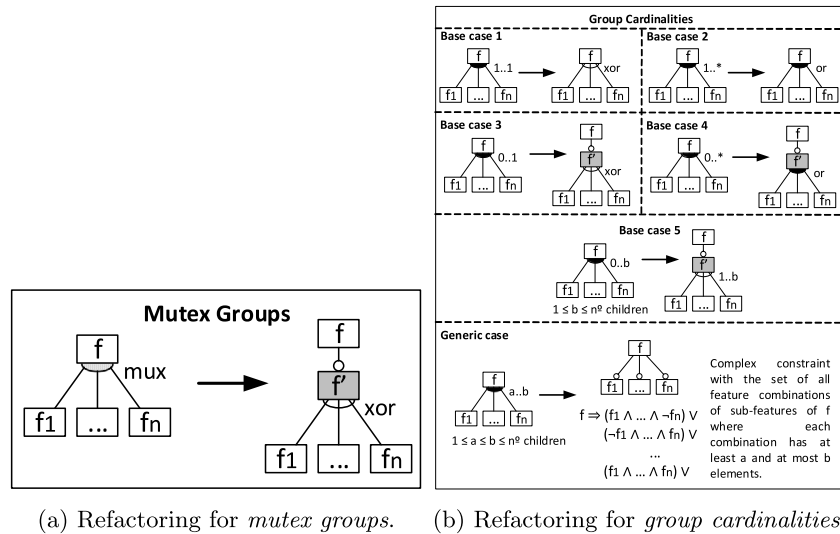 Mutex Groups
f
mux
f1 ... fn
f
f'
xor
f1 ... fn
(a) Refactoring for mutex groups.
Group Cardinalities
Base case 1
f
1..1
f1 ... fn
f
xor
f1 ... fn
Base case 2
f
1..*
f1 ... fn
f
or
f1 ... fn
Base case 3
f
0..1
f1 ... fn
f
f'
xor
f1 ... fn
Base case 4
f
0..*
f1 ... fn
f
f'
or
f1 ... fn
Base case 5
f
0..b
f1 ... fn
1 ≤ b ≤ nº children
f
f'
1..b
f1 ... fn
Generic case
f
a..b
f1 ... fn
1 ≤ a ≤ b ≤ nº children
f
f1 ... fn
f ⇒ (f1 ∧ ... ∧ ¬fn) ∨
(¬f1 ∧ ... ∧ fn) ∨
...
(f1 ∧ ... ∧ fn) ∨
Complex constraint
with the set of all
feature combinations
of sub-features of f
where each
combination has at
least a and at most b
elements.
(b) Refactoring for group cardinalities